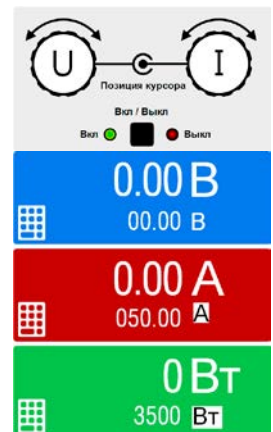 U I
Позиция курсора
Вкл / Выкл
Вкл Выкл
0.00 В
00.00 В
0.00 А
050.00 А
0 Вт
3500 Вт